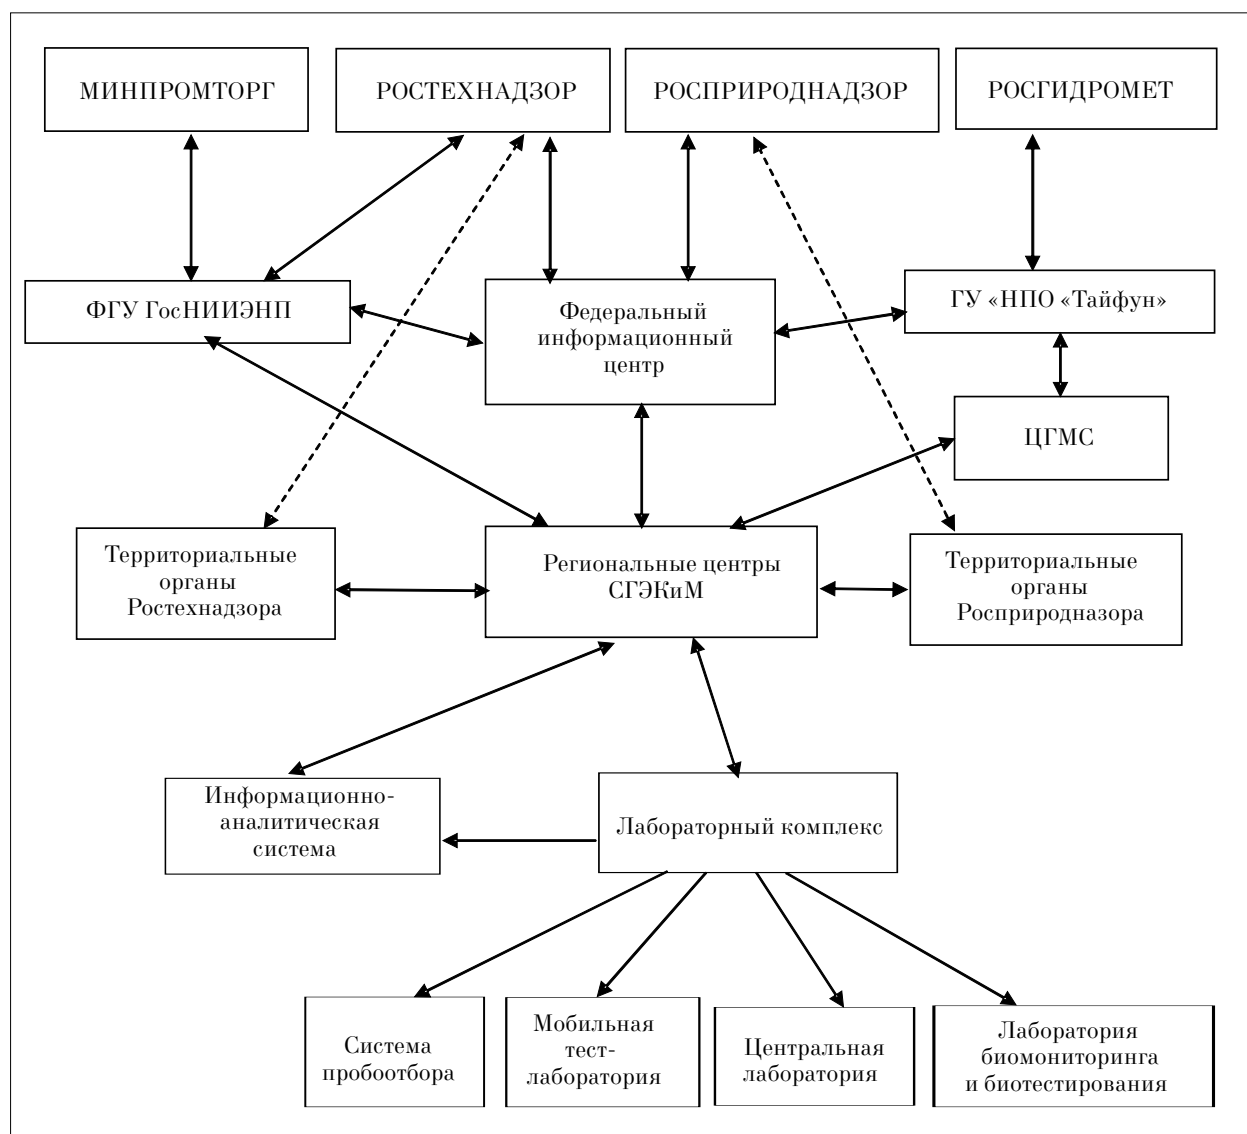 МИНПРОМТОРГ
РОСТЕХНАДЗОР
РОСПРИРОДНАДЗОР
РОСГИДРОМЕТ
ФГУ ГосНИИЭНП
Федеральный
информационный
центр
ГУ «НПО «Тайфун»
ЦГМС
Территориальные
органы
Ростехнадзора
Региональные центры
СГЭКиМ
Территориальные
органы
Росприродназора
Информационно-
аналитическая
система
Лабораторный комплекс
Система
пробоотбора
Мобильная
тест-
лаборатория
Центральная
лаборатория
Лаборатория
биомониторинга
и биотестирования